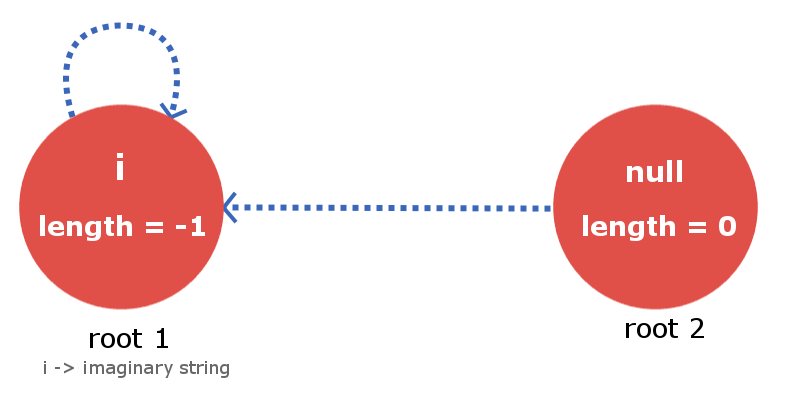 i
length = -1
root 1
i -> imaginary string
null
length = 0
root 2